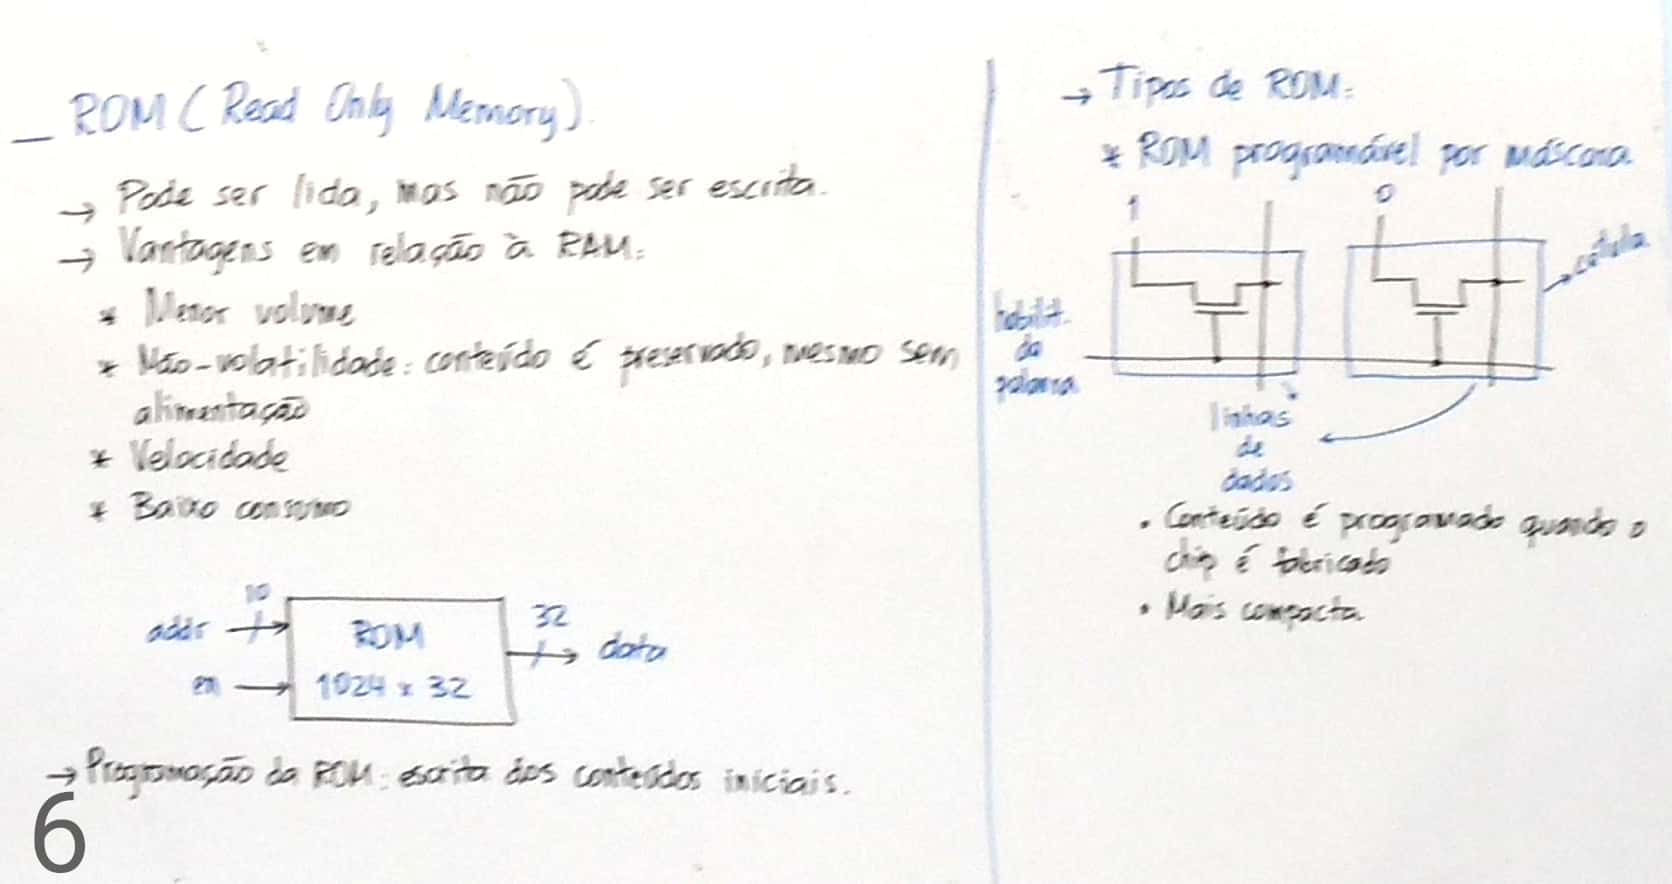 _ ROM (Read Only Memory).
→ Pode ser lida, mas não pode ser escrita.
→ Vantagens em relação à RAM:
* Menor volume
* Não-volatilidade: conteúdo é preservado, mesmo sem
alimentação
* Velocidade
* Baixo consumo
10
addr
en
ROM
1024 x 32
32
data
→ Programação da ROM: escrita dos conteúdos iniciais.
6
→ Tipos de ROM:
* ROM programável por máscara
1
0
célula
habilit.
da
palavra
linhas
de
dados
• Conteúdo é programado quando o
chip é fabricado
• Mais compacta